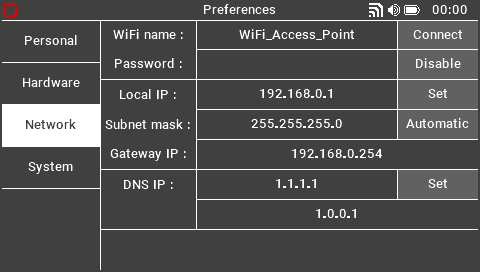 Preferences 00:00
Personal
Hardware
Network
System
WiFi name : WiFi_Access_Point Connect
Password : Disable
Local IP : 192.168.0.1 Set
Subnet mask : 255.255.255.0 Automatic
Gateway IP : 192.168.0.254
DNS IP : 1.1.1.1 Set
1.0.0.1